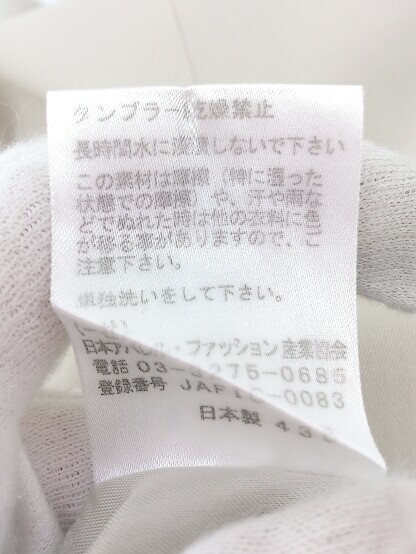 タンブラー乾燥禁止
長時間水に浸漬しないで下さい
この素材は摩擦（特に湿った
状態での摩擦）や、汗や雨な
どでぬれた時は他の衣料に色
が移る事がありますので、ご
注意下さい。
単独洗いをして下さい。
(一社)
日本アパレル・ファッション産業協会
電話 03-3275-0685
登録番号 JAFIC-0083
日本製 43